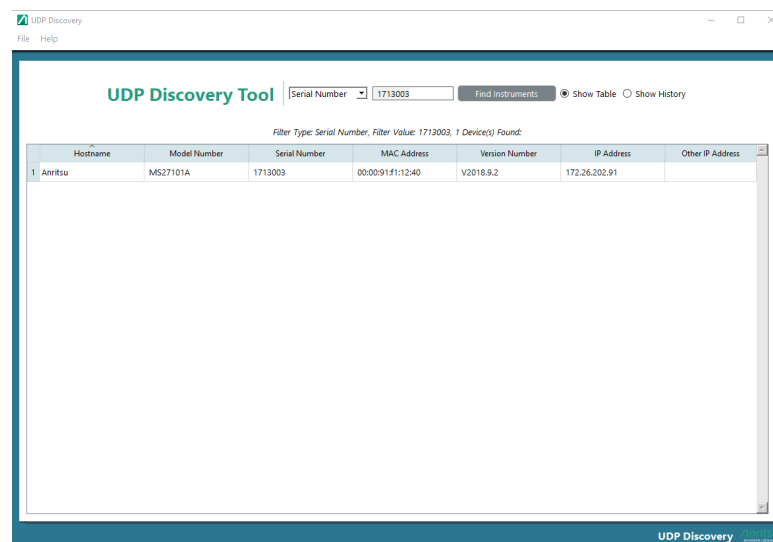 UDP Discovery
File Help
UDP Discovery Tool Serial Number 1713003 Find Instruments Show Table Show History
Filter Type: Serial Number, Filter Value: 1713003, 1 Device(s) Found:
Hostname Model Number Serial Number MAC Address Version Number IP Address Other IP Address
1 Anritsu MS27101A 1713003 00:00:91:f1:12:40 V2018.9.2 172.26.202.91
UDP Discovery